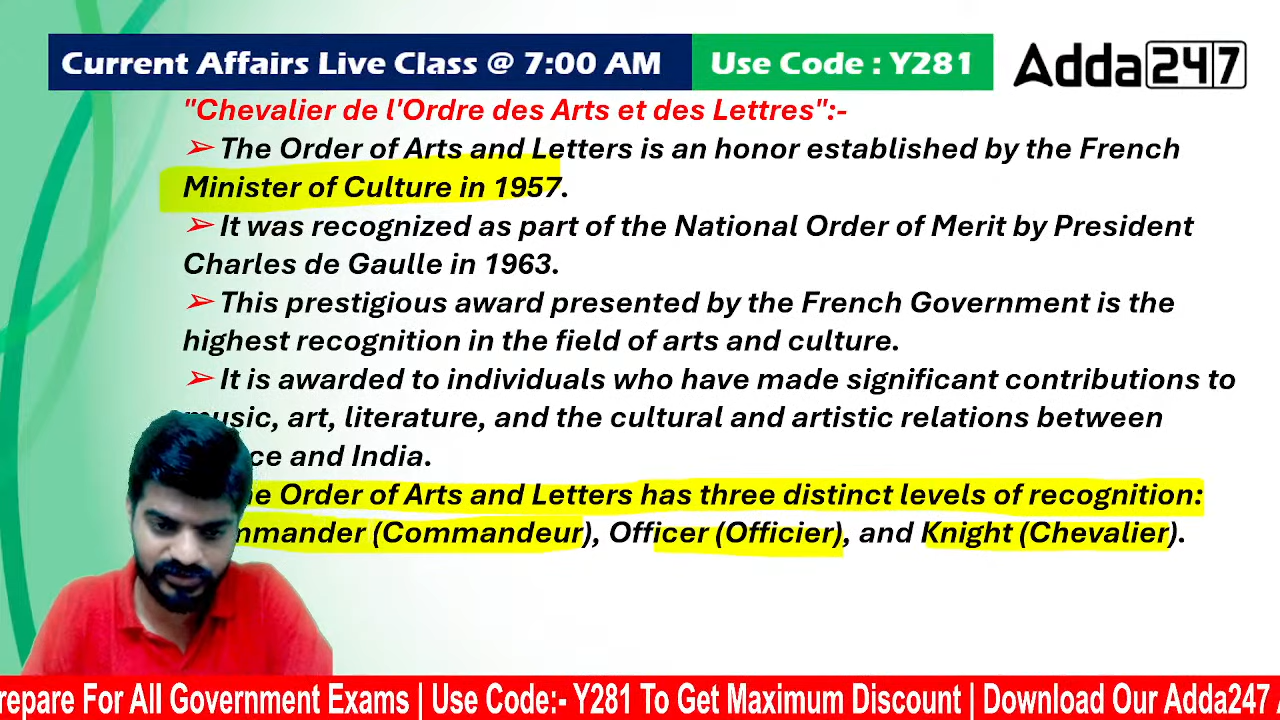 Current Affairs Live Class @ 7:00 AM
Use Code : Y281
Adda247
"Chevalier de l'Ordre des Arts et des Lettres":-
➢ The Order of Arts and Letters is an honor established by the French
Minister of Culture in 1957.
➢ It was recognized as part of the National Order of Merit by President
Charles de Gaulle in 1963.
➢ This prestigious award presented by the French Government is the
highest recognition in the field of arts and culture.
➢ It is awarded to individuals who have made significant contributions to
music, art, literature, and the cultural and artistic relations between
and India.
Order of Arts and Letters has three distinct levels of recognition:
(Commandeur), Officer (Officier), and Knight (Chevalier).
For All Government Exams | Use Code:- Y281 To Get Maximum Discount | Download Our Adda247